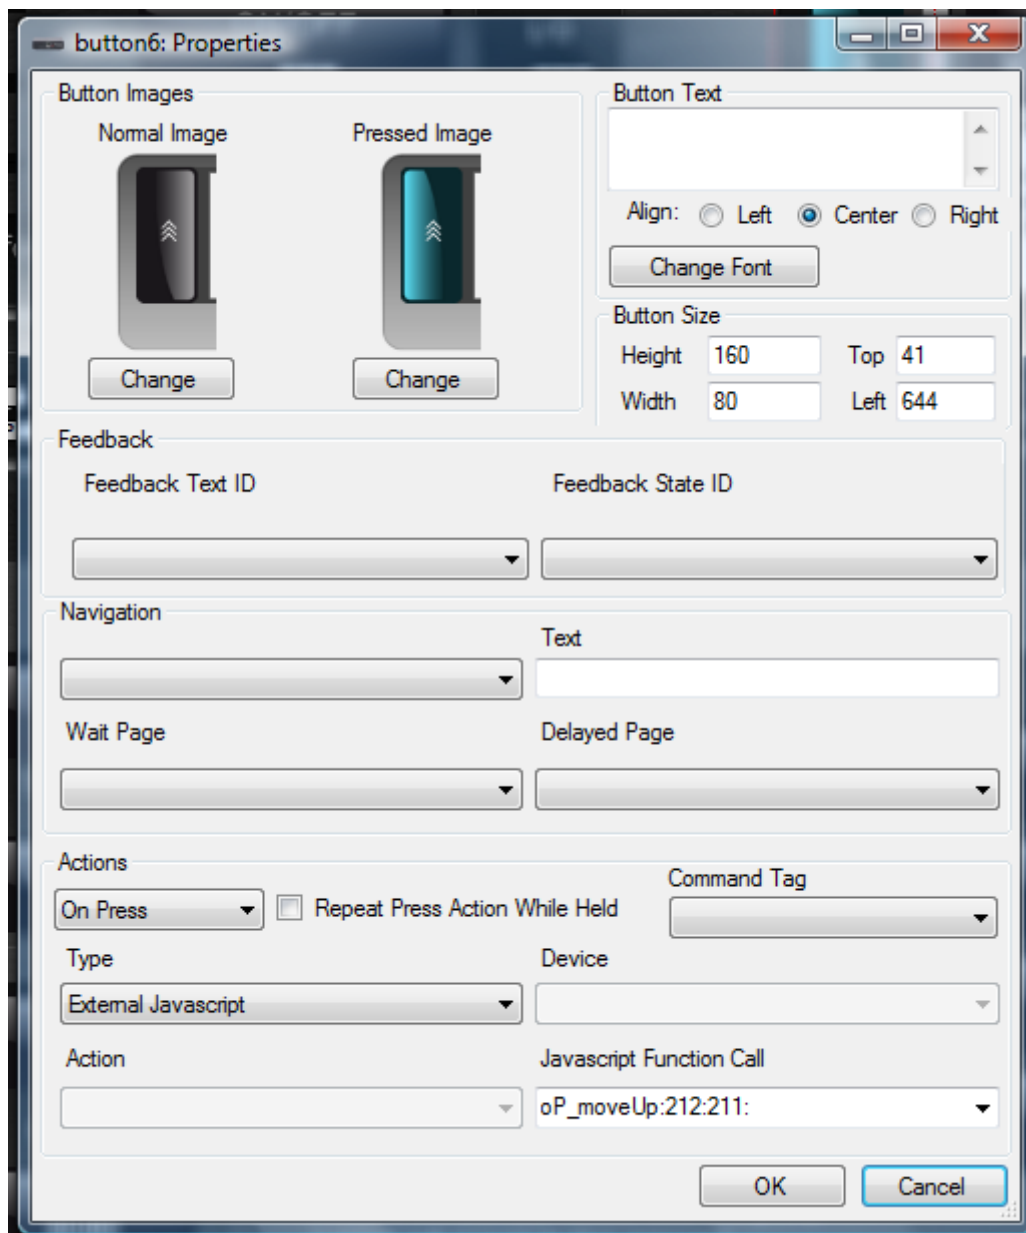 button6: Properties
Button Images
Normal Image
Pressed Image
Change
Change
Button Text
Align:
Left
Center
Right
Change Font
Button Size
Height 160
Top 41
Width 80
Left 644
Feedback
Feedback Text ID
Feedback State ID
Navigation
Text
Wait Page
Delayed Page
Actions
Command Tag
On Press
Repeat Press Action While Held
Type
Device
External Javascript
Action
Javascript Function Call
oP_moveUp:212:211:
OK
Cancel